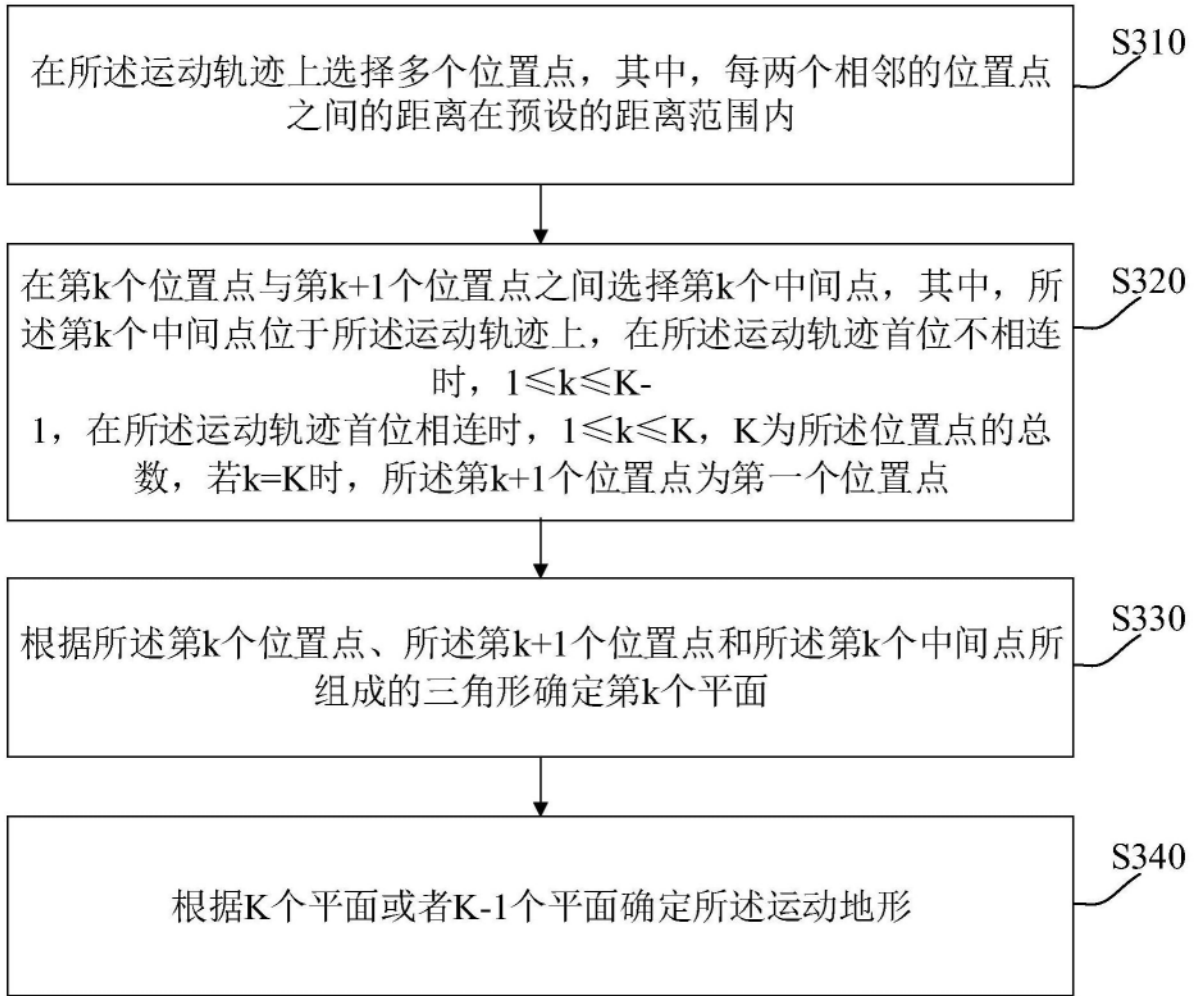 在所述运动轨迹上选择多个位置点，其中，每两个相邻的位置点
之间的距离在预设的距离范围内
S310
在第k个位置点与第k+1个位置点之间选择第k个中间点，其中，所
述第k个中间点位于所述运动轨迹上，在所述运动轨迹首位不相连
时，1≤k≤K-
1，在所述运动轨迹首位相连时，1≤k≤K，K为所述位置点的总
数，若k=K时，所述第k+1个位置点为第一个位置点
S320
根据所述第k个位置点、所述第k+1个位置点和所述第k个中间点所
组成的三角形确定第k个平面
S330
根据K个平面或者K-1个平面确定所述运动地形
S340